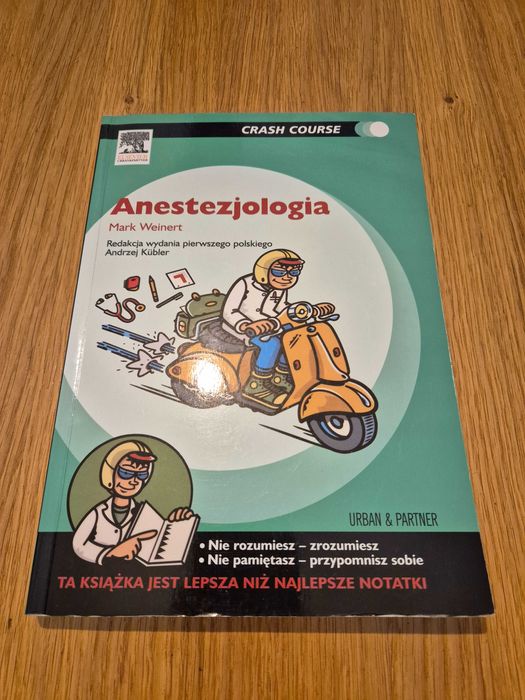 CRASH COURSE
ELSEVIER
Anestezjologia
Mark Weinert
Redakcja wydania pierwszego polskiego
Andrzej Kübler
L
URBAN & PARTNER
• Nie rozumiesz – zrozumiesz
• Nie pamiętasz – przypomnisz sobie
TA KSIĄŻKA JEST LEPSZA NIŻ NAJLEPSZE NOTATKI